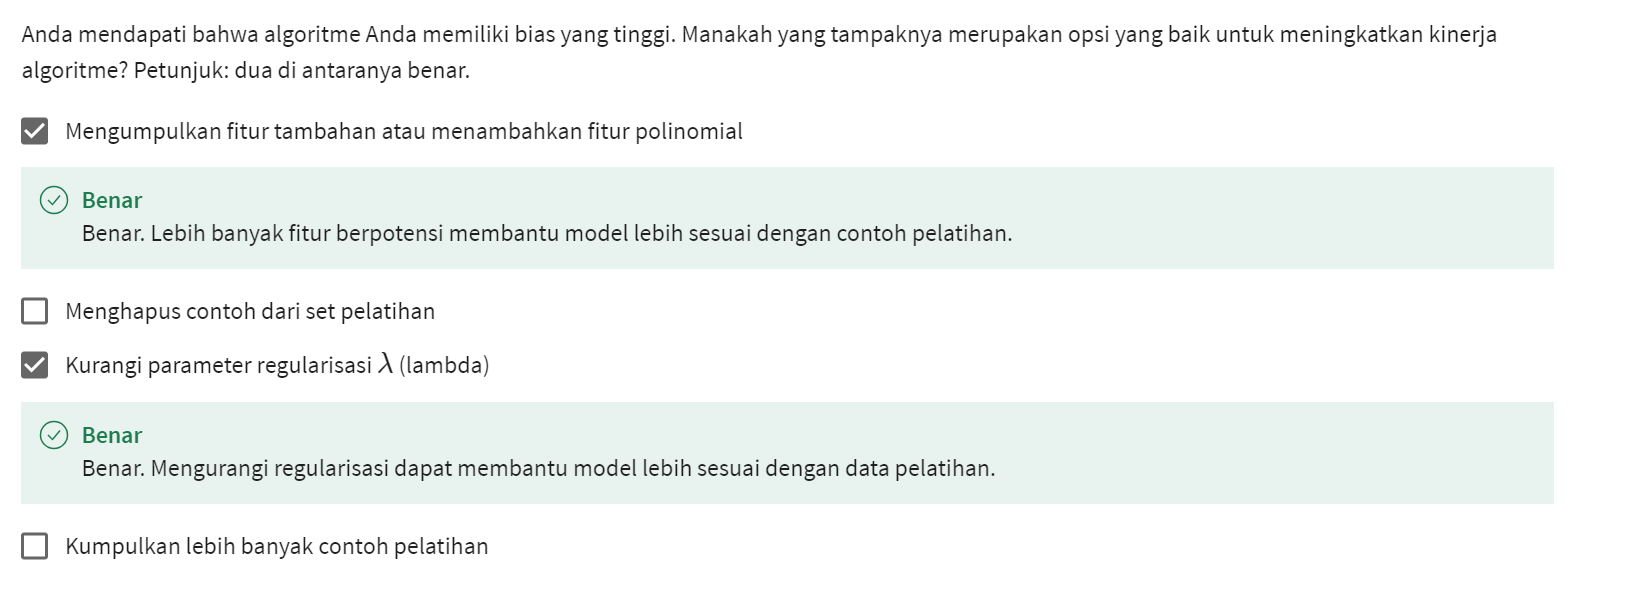 Anda mendapati bahwa algoritme Anda memiliki bias yang tinggi. Manakah yang tampaknya merupakan opsi yang baik untuk meningkatkan kinerja
algoritme? Petunjuk: dua di antaranya benar.
Mengumpulkan fitur tambahan atau menambahkan fitur polinomial
Benar
Benar. Lebih banyak fitur berpotensi membantu model lebih sesuai dengan contoh pelatihan.
Menghapus contoh dari set pelatihan
Kurangi parameter regularisasi λ (lambda)
Benar
Benar. Mengurangi regularisasi dapat membantu model lebih sesuai dengan data pelatihan.
Kumpulkan lebih banyak contoh pelatihan